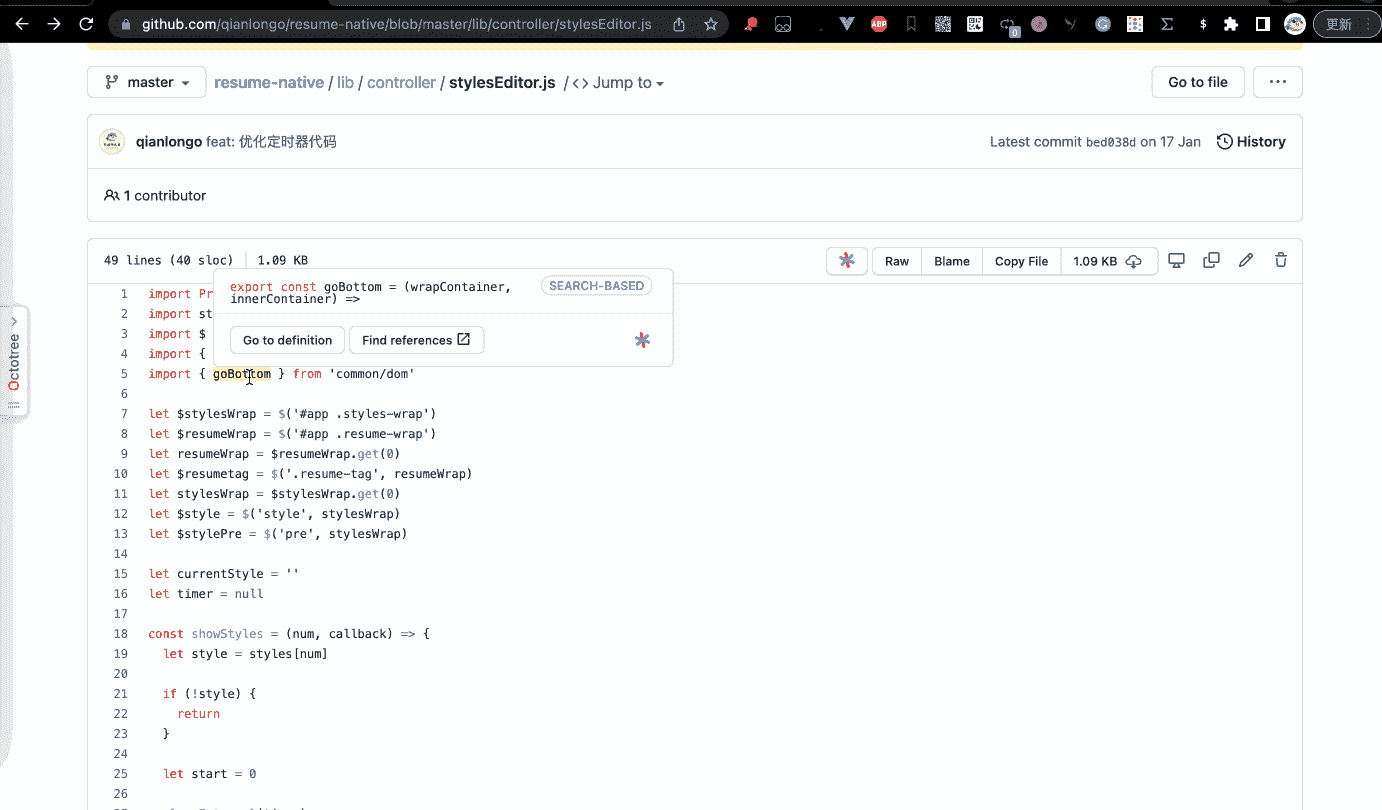 github.com/qianlongo/resume-native/blob/master/lib/controller/stylesEditor.js
ABP
0
$
更新
master
resume-native / lib / controller / stylesEditor.js / <> Jump to
Go to file
...
qianlongo feat: 优化定时器代码
Latest commit bed038d on 17 Jan
History
1 contributor
49 lines (40 sloc)
1.09 KB
Raw
Blame
Copy File
1.09 KB
export const goBottom = (wrapContainer,
innerContainer) =>
SEARCH-BASED
Go to definition
Find references
Octotree
1 import Pr
2 import st
3 import $
4 import {
5 import { goBottom } from 'common/dom'
6
7 let $stylesWrap = $('#app .styles-wrap')
8 let $resumeWrap = $('#app .resume-wrap')
9 let resumeWrap = $resumeWrap.get(0)
10 let $resumetag = $('.resume-tag', resumeWrap)
11 let stylesWrap = $stylesWrap.get(0)
12 let $style = $('style', stylesWrap)
13 let $stylePre = $('pre', stylesWrap)
14
15 let currentStyle = ''
16 let timer = null
17
18 const showStyles = (num, callback) => {
19 let style = styles[num]
20
21 if (!style) {
22 return
23 }
24
25 let start = 0
26